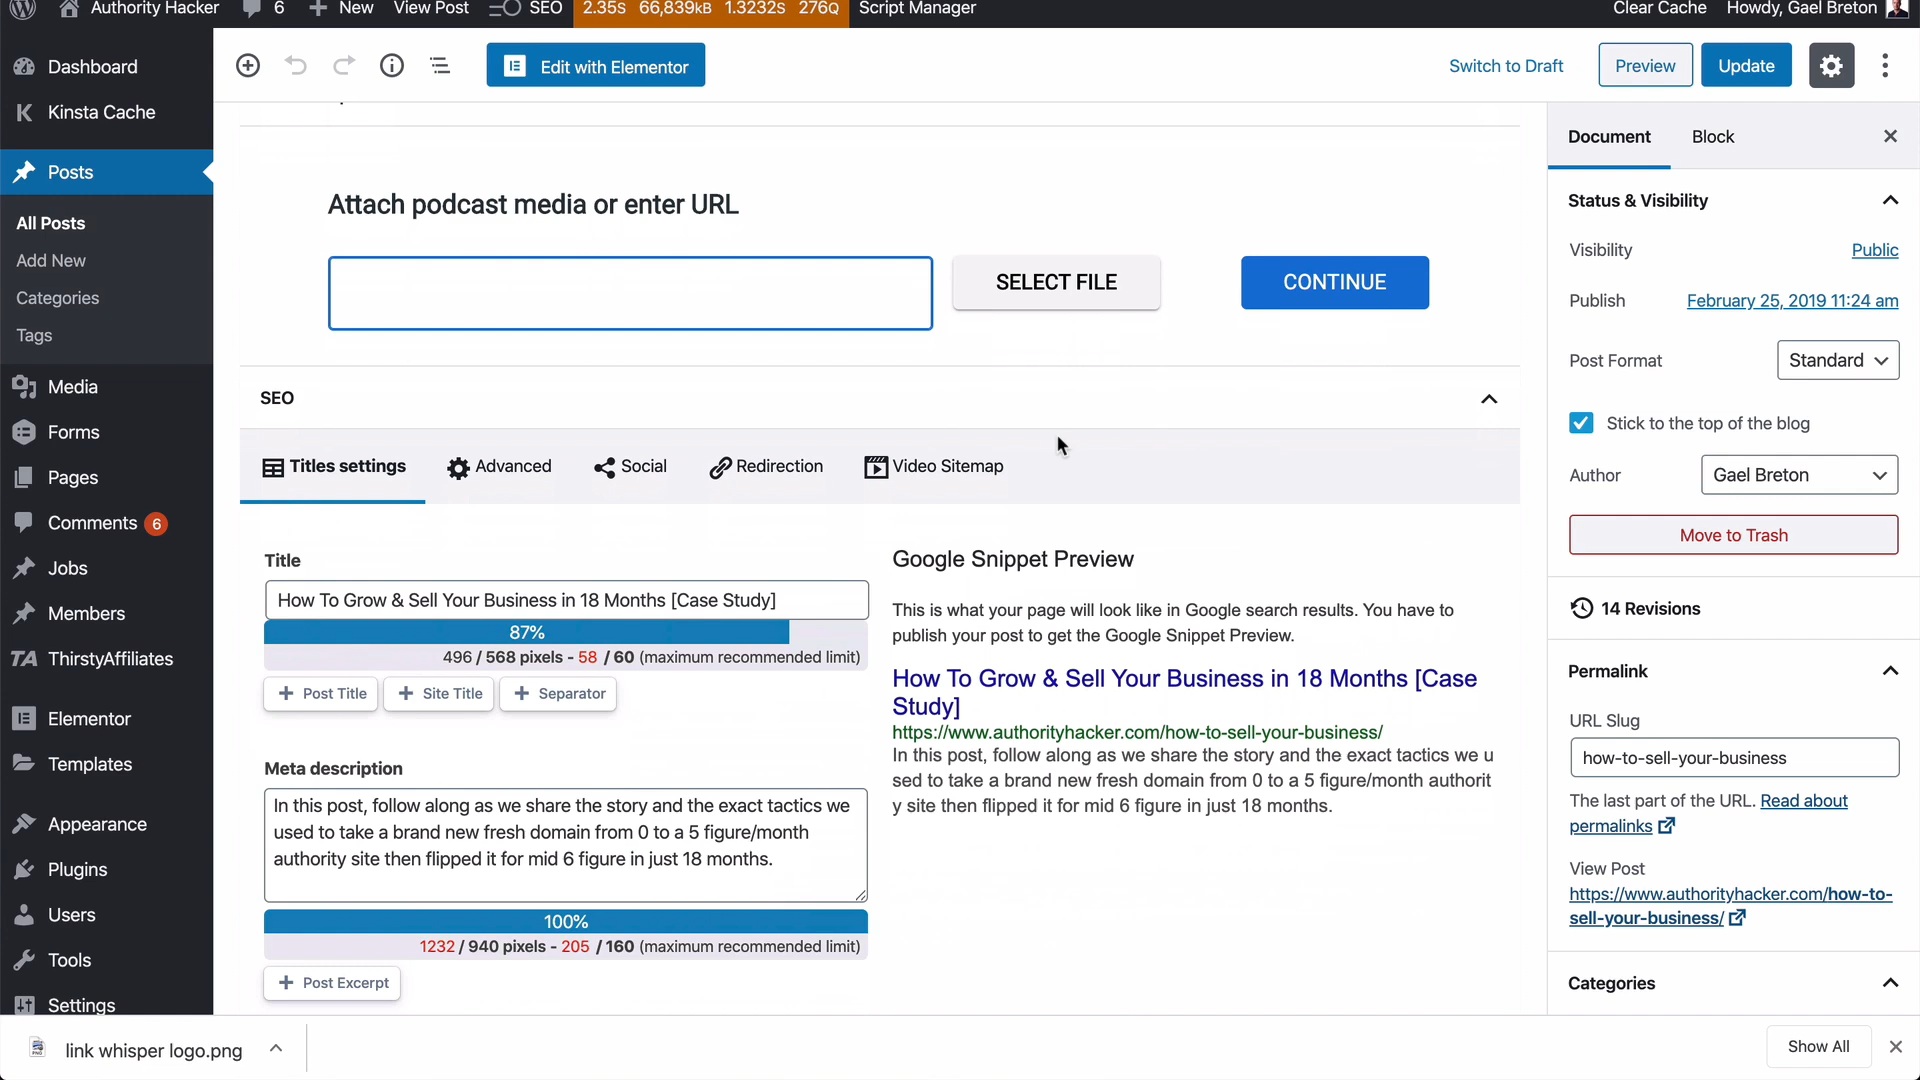 Authority Hacker 6 New View Post SEO 2.35S 66,839KB 1.3232S 276Q Script Manager Clear Cache Howdy, Gael Breton
Dashboard
Kinsta Cache
Posts
All Posts
Add New
Categories
Tags
Media
Forms
Pages
Comments 6
Jobs
Members
TA ThirstyAffiliates
Elementor
Templates
Appearance
Plugins
Users
Tools
Settings
Edit with Elementor
Switch to Draft Preview Update
Attach podcast media or enter URL
SELECT FILE CONTINUE
SEO
Titles settings Advanced Social Redirection Video Sitemap
Title
How To Grow & Sell Your Business in 18 Months [Case Study]
87%
496 / 568 pixels - 58 / 60 (maximum recommended limit)
+ Post Title + Site Title + Separator
Meta description
In this post, follow along as we share the story and the exact tactics we
used to take a brand new fresh domain from 0 to a 5 figure/month
authority site then flipped it for mid 6 figure in just 18 months.
100%
1232 / 940 pixels - 205 / 160 (maximum recommended limit)
+ Post Excerpt
Google Snippet Preview
This is what your page will look like in Google search results. You have to
publish your post to get the Google Snippet Preview.
How To Grow & Sell Your Business in 18 Months [Case
Study]
https://www.authorityhacker.com/how-to-sell-your-business/
In this post, follow along as we share the story and the exact tactics we u
sed to take a brand new fresh domain from 0 to a 5 figure/month authorit
y site then flipped it for mid 6 figure in just 18 months.
Document Block
Status & Visibility
Visibility Public
Publish February 25, 2019 11:24 am
Post Format Standard
Stick to the top of the blog
Author Gael Breton
Move to Trash
14 Revisions
Permalink
URL Slug
how-to-sell-your-business
The last part of the URL. Read about
permalinks
View Post
https://www.authorityhacker.com/how-to-
sell-your-business/
Categories
link whisper logo.png
Show All